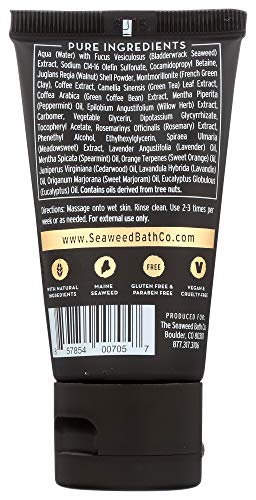 PURE INGREDIENTS
Aqua (Water) with Fucus Vesiculosus (Bladderwrack Seaweed)
Extract, Sodium C14-16 Olefin Sulfonate, Cocamidopropyl Betaine,
Juglans Regia (Walnut) Shell Powder, Montmorillonite (French Green
Clay), Coffee Extract, Camellia Sinensis (Green Tea) Leaf Extract,
Coffea Arabica (Green Coffee Bean) Extract, Mentha Piperita
(Peppermint) Oil, Epilobium Angustifolium (Willow Herb) Extract,
Carbomer, Vegetable Glycerin, Dipotassium Glycyrrhizate,
Tocopheryl Acetate, Rosemarinys Officinalis (Rosemary) Extract,
Phenethyl Alcohol, Ethylhexylglycerin, Spiraea Ulmaria
(Meadowsweet) Extract, Lavender Angustifolia (Lavender) Oil,
Mentha Spicata (Spearmint) Oil, Orange Terpenes (Sweet Orange) Oil,
Juniperus Virginiana (Cedarwood) Oil, Lavandula Hybrida (Lavandin)
Oil, Origanum Marjorana (Sweet Marjoram) Oil, Eucalyptus Globulous
(Eucalyptus) Oil. Contains oils derived from tree nuts.
Directions: Massage onto wet skin. Rinse clean. Use 2-3 times per
week or as needed. For external use only.
www.SeaweedBathCo.com
FREE
V
WITH NATURAL
INGREDIENTS
MAINE
SEAWEED
GLUTEN FREE &
PARABEN FREE
VEGAN &
CRUELTY-FREE
8 57854 00705 7
PRODUCED FOR:
The Seaweed Bath Co.
Boulder, CO 80301
877.317.3116